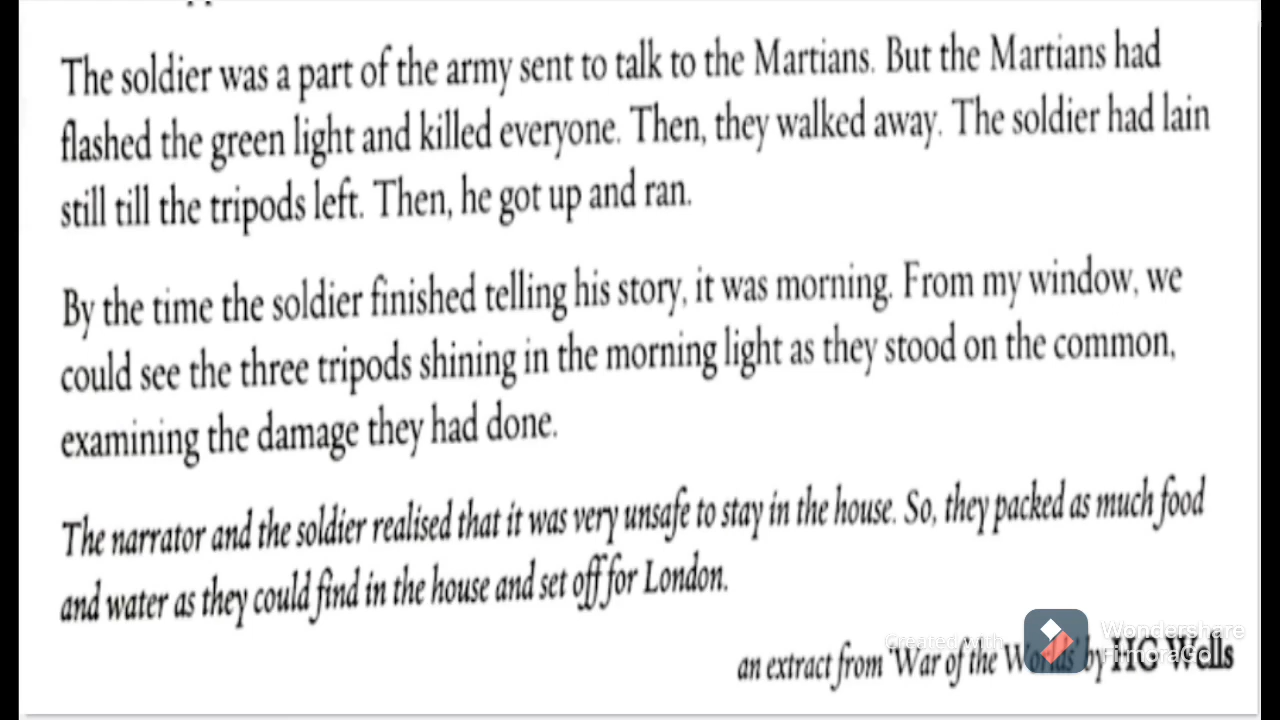 The soldier was a part of the army sent to talk to the Martians. But the Martians had
flashed the green light and killed everyone. Then, they walked away. The soldier had lain
still till the tripods left. Then, he got up and ran.
By the time the soldier finished telling his story, it was morning. From my window, we
could see the three tripods shining in the morning light as they stood on the common,
examining the damage they had done.
The narrator and the soldier realised that it was very unsafe to stay in the house. So, they packed as much food
and water as they could find in the house and set off for London.
an extract from 'War of the Worlds' by HG Wells
Created with
Wondershare
FilmoraGo